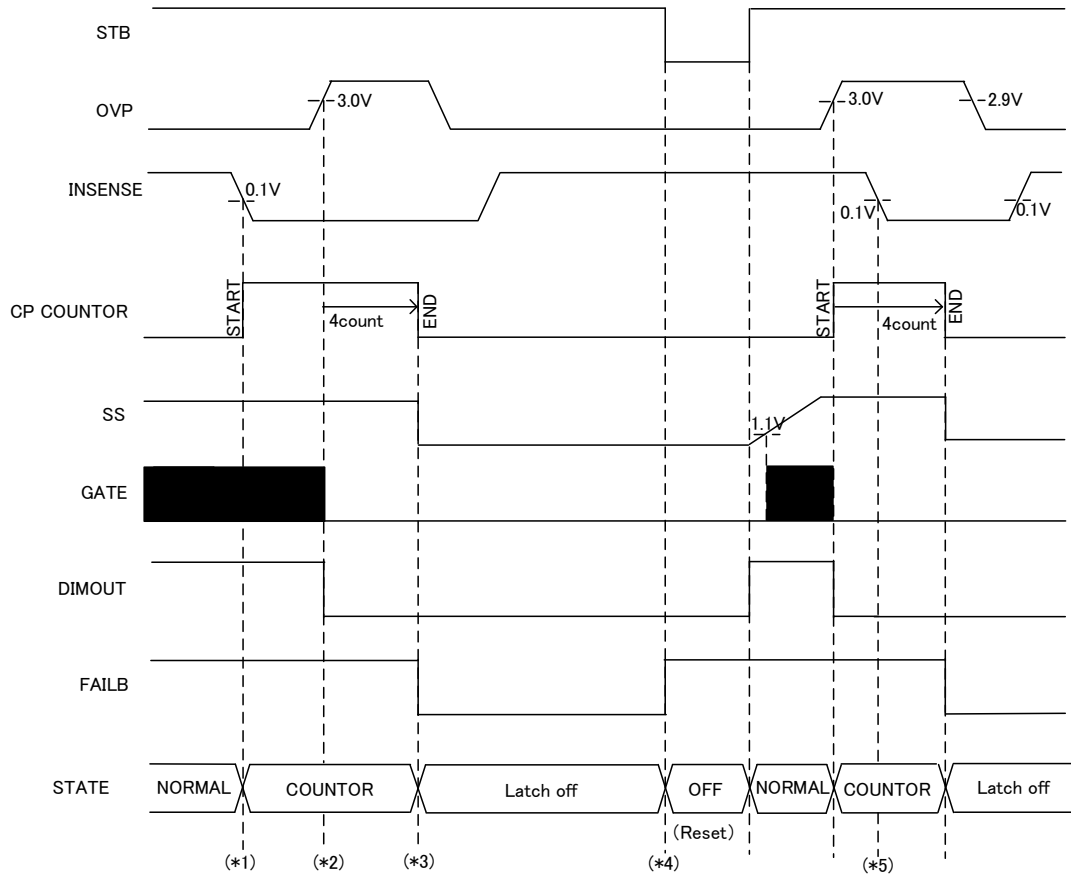 STB
OVP
3.0V
3.0V
2.9V
INSENSE
0.1V
0.1V
0.1V
CP COUNTOR
START
4count
END
START
4count
END
SS
1.1V
GATE
DIMOUT
FAILB
STATE
NORMAL
COUNTOR
Latch off
OFF
NORMAL
COUNTOR
Latch off
(Reset)
(*1)
(*2)
(*3)
(*4)
(*5)